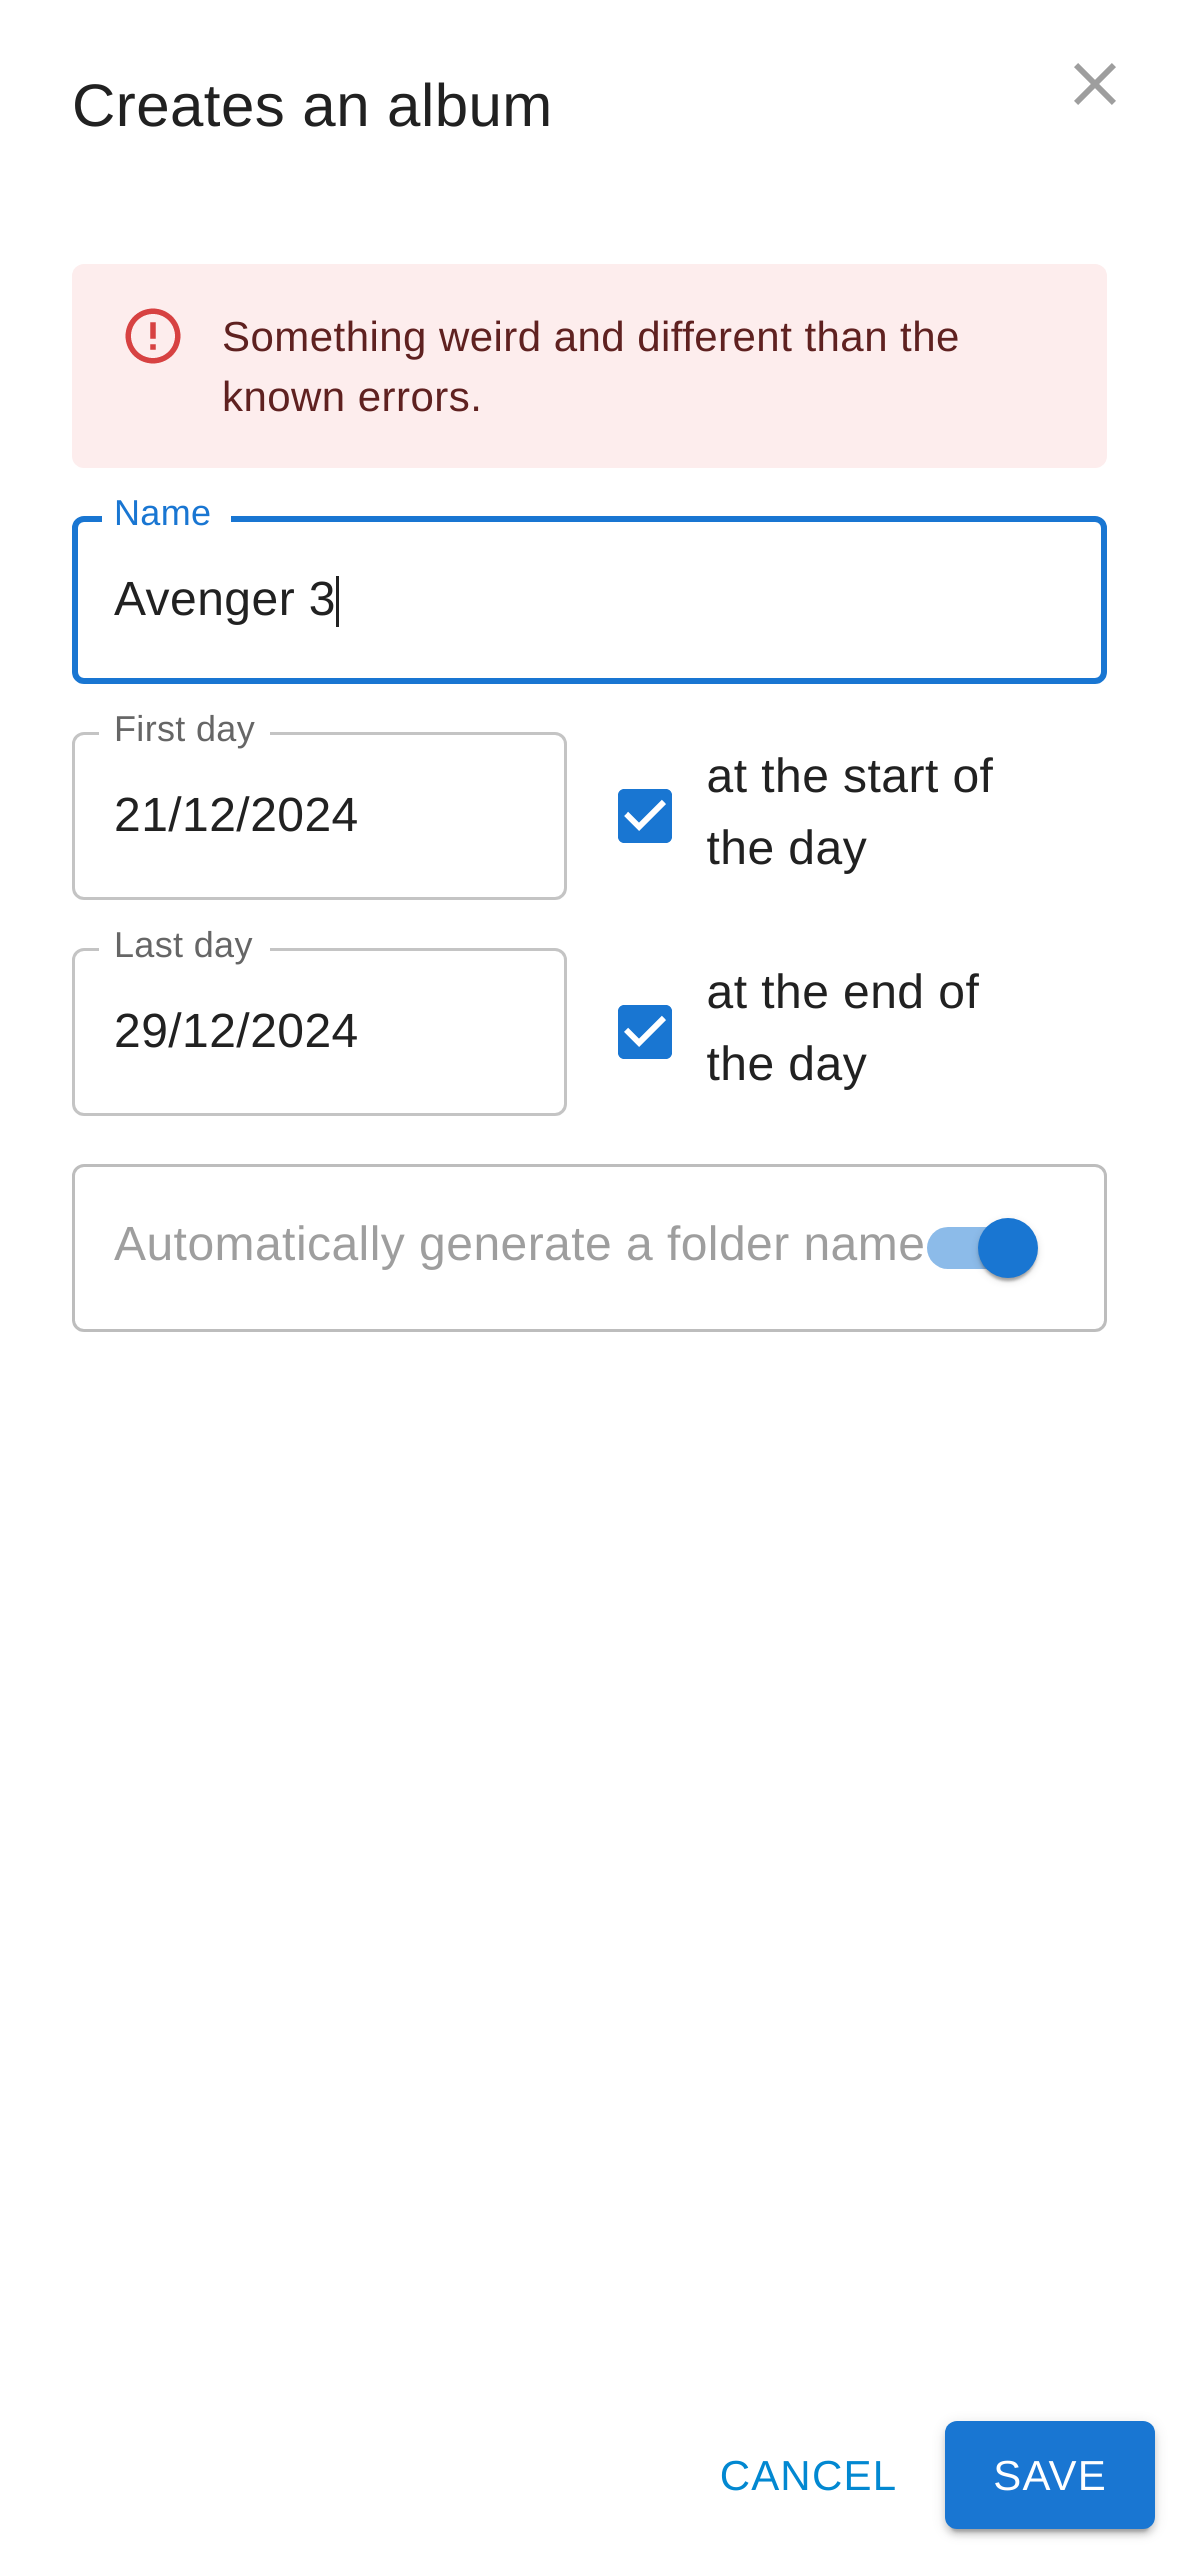 Creates an album
Something weird and different than the
known errors.
Name
Avenger 3
First day
21/12/2024
at the start of
the day
Last day
29/12/2024
at the end of
the day
Automatically generate a folder name
CANCEL
SAVE